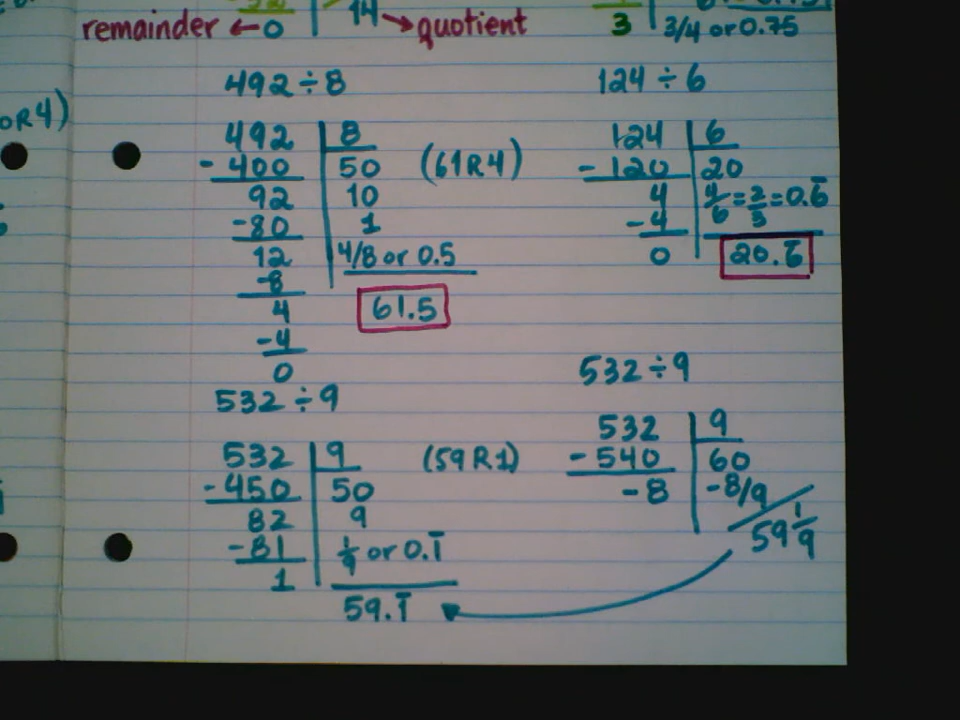 remainder ← 0
14 → quotient
3
3/4 or 0.75
OR4)
492 ÷ 8
492 8
- 400 50 (61R4)
92 10
-80 1
12 4/8 or 0.5
-8
4 61.5
-4
0
124 ÷ 6
124 6
- 120 20
4 4/6 = 2/3 = 0.6̅
-4
0 20.6̅
532 ÷ 9
532 9 (59 R1)
- 450 50
82 9
-81 1/9 or 0.1̅
1
59.1̅
532 ÷ 9
532 9
- 540 60
-8 -8/9
59 1/9